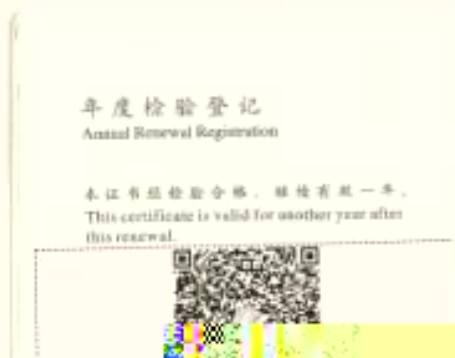 年度检验登记
Annual Renewal Registration
本证书经检验合格，继续有效一年。
This certificate is valid for another year after
this renewal.